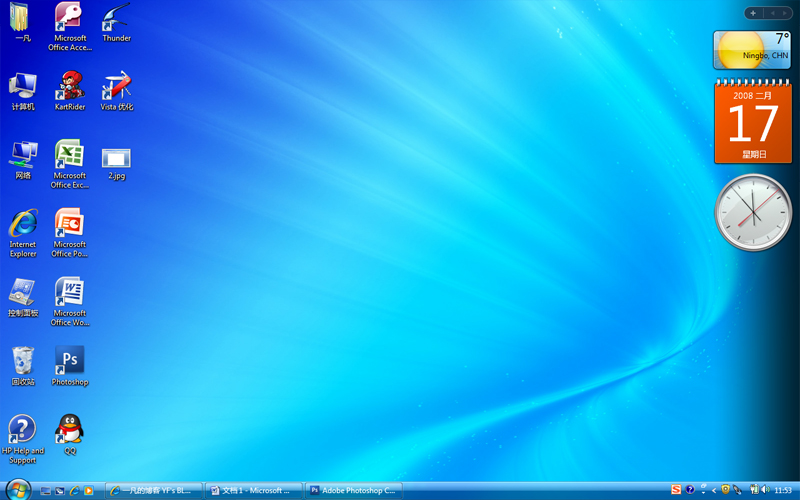 一凡
Microsoft
Office Acce...
Thunder
计算机
KartRider
Vista 优化
网络
Microsoft
Office Exc...
2.jpg
Internet
Explorer
Microsoft
Office Po...
控制面板
Microsoft
Office Wo...
回收站
Ps
Photoshop
HP Help and
Support
QQ
7°
Ningbo, CHN
2008 二月
17
星期日
一凡的博客 YF's BL...
文档 1 - Microsoft ...
Adobe Photoshop C...
11:53